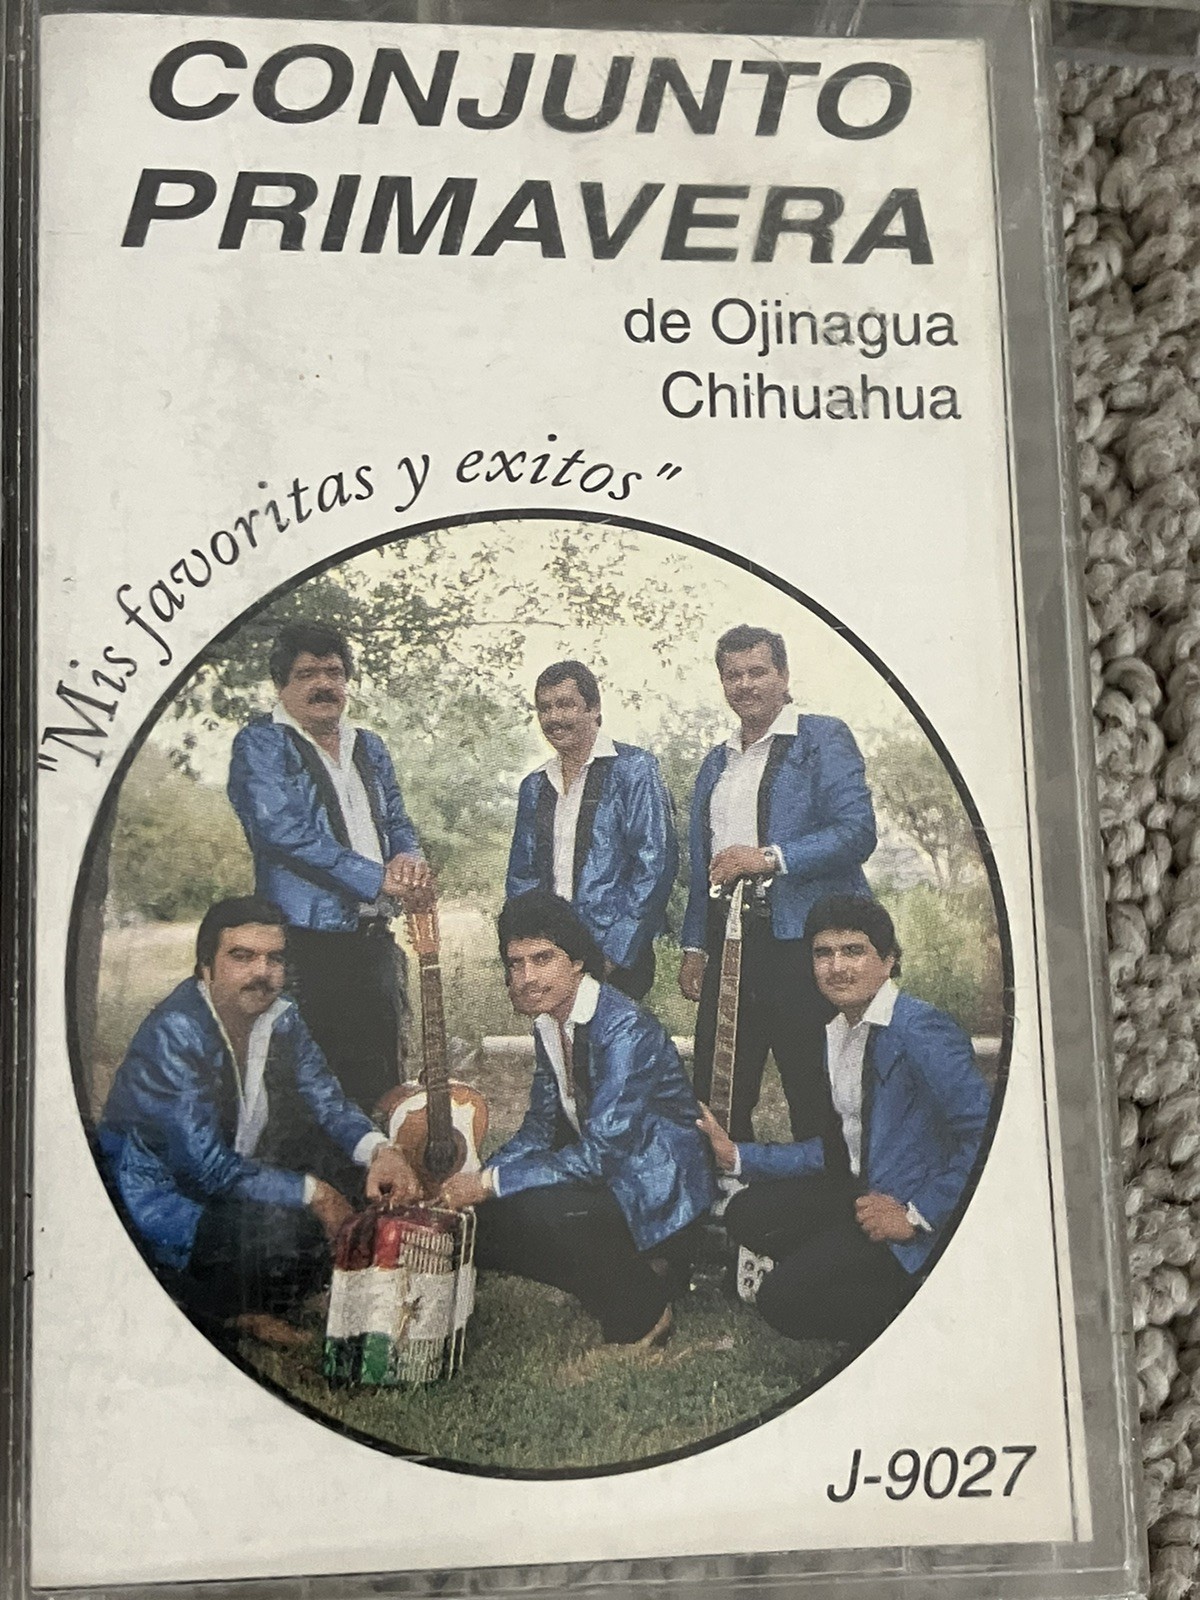 CONJUNTO
PRIMAVERA
de Ojinagua
Chihuahua
"Mis favoritas y exitos"
J-9027